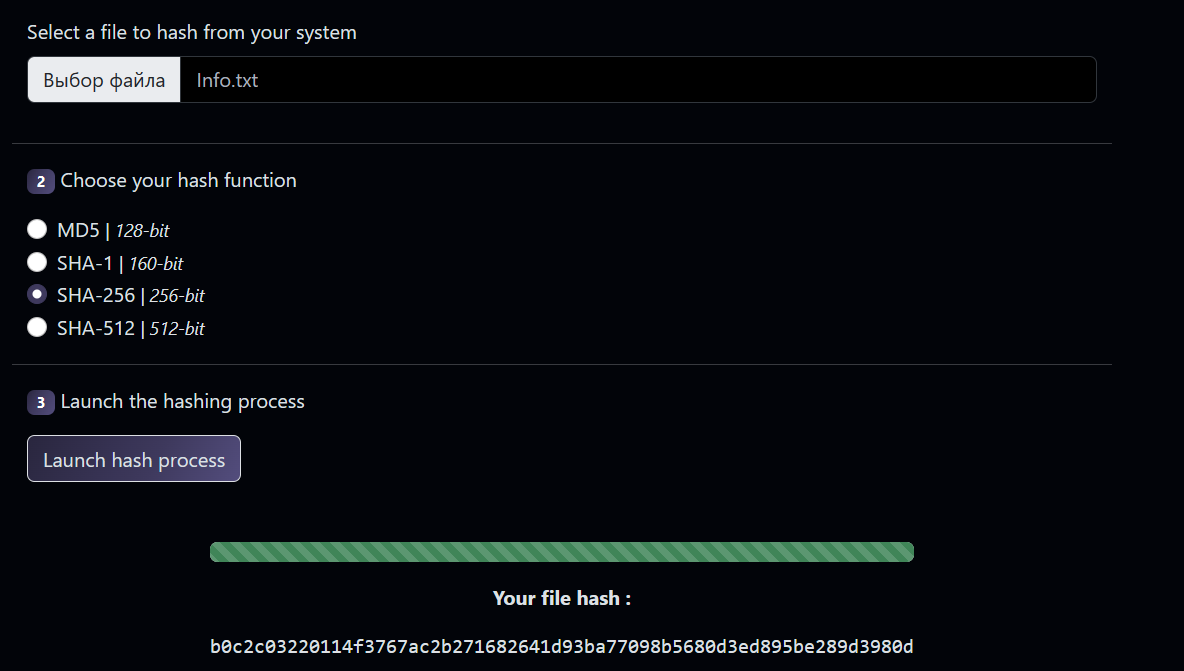 Select a file to hash from your system
Выбор файла Info.txt
2 Choose your hash function
MD5 | 128-bit
SHA-1 | 160-bit
SHA-256 | 256-bit
SHA-512 | 512-bit
3 Launch the hashing process
Launch hash process
Your file hash :
b0c2c03220114f3767ac2b271682641d93ba77098b5680d3ed895be289d3980d